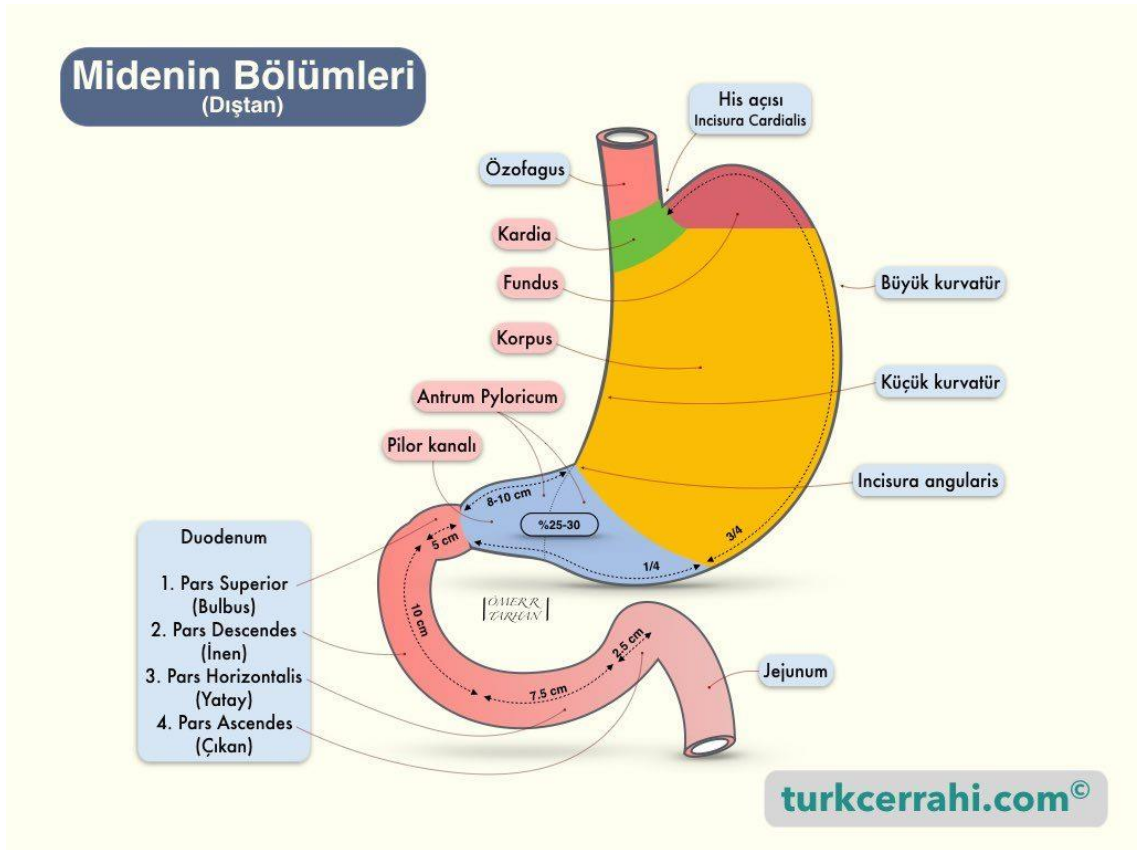 Midenin Bölümleri
(Dıştan)
His açısı
Incisura Cardialis
Özofagus
Kardia
Fundus
Büyük kurvatür
Korpus
Küçük kurvatür
Antrum Pyloricum
Pilor kanalı
Incisura angularis
8-10 cm
%25-30
3/4
5 cm
1/4
Duodenum
1. Pars Superior
(Bulbus)
2. Pars Descendes
(İnen)
3. Pars Horizontalis
(Yatay)
4. Pars Ascendes
(Çıkan)
10 cm
ÖMER R.
TARHAN
2.5 cm
7.5 cm
Jejunum
turkcerrahi.com©